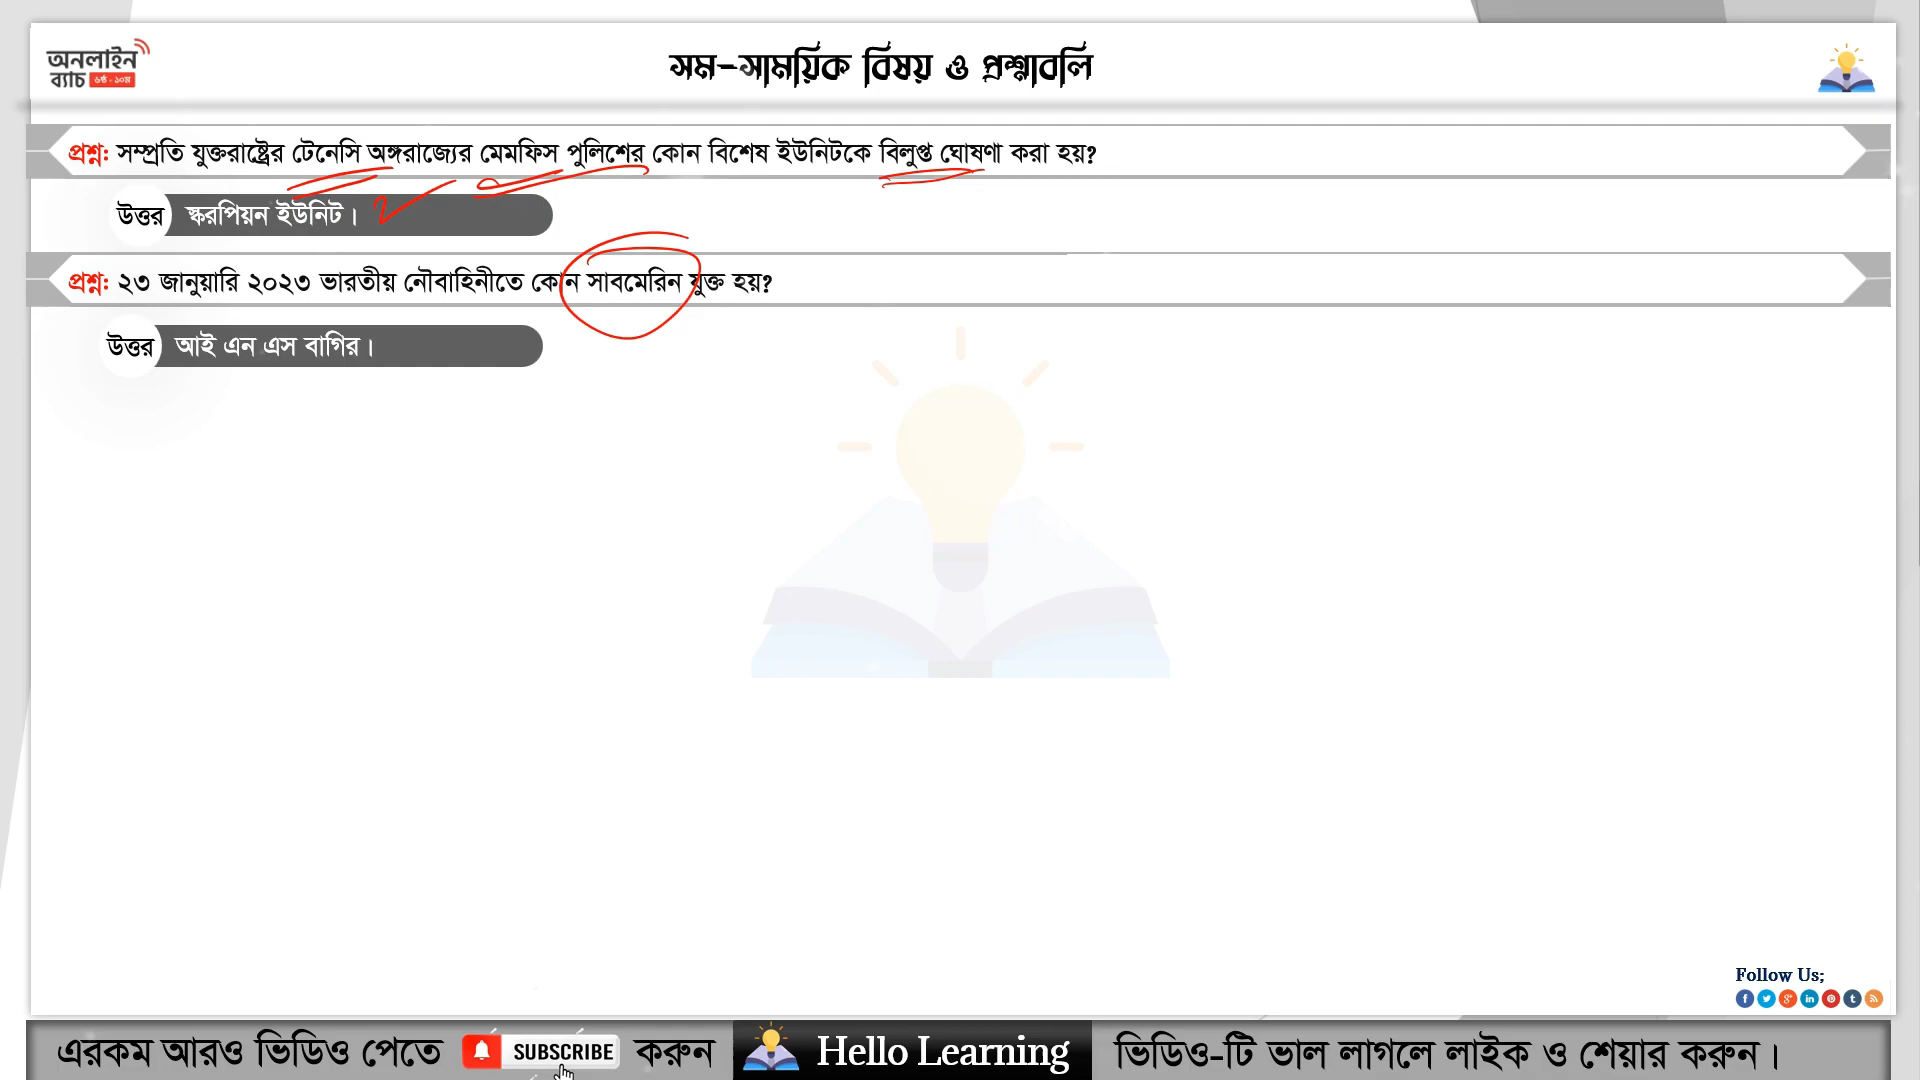 অনলাইন
ব্যাচ ৬ষ্ঠ - ১০ম
সম-সাময়িক বিষয় ও প্রশ্নাবলি
প্রশ্ন: সম্প্রতি যুক্তরাষ্ট্রের টেনেসি অঙ্গরাজ্যের মেমফিস পুলিশের কোন বিশেষ ইউনিটকে বিলুপ্ত ঘোষণা করা হয়?
উত্তর স্করপিয়ন ইউনিট।
প্রশ্ন: ২৩ জানুয়ারি ২০২৩ ভারতীয় নৌবাহিনীতে কোন সাবমেরিন যুক্ত হয়?
উত্তর আই এন এস বাগির।
Follow Us;
এরকম আরও ভিডিও পেতে SUBSCRIBE করুন Hello Learning ভিডিও-টি ভাল লাগলে লাইক ও শেয়ার করুন।